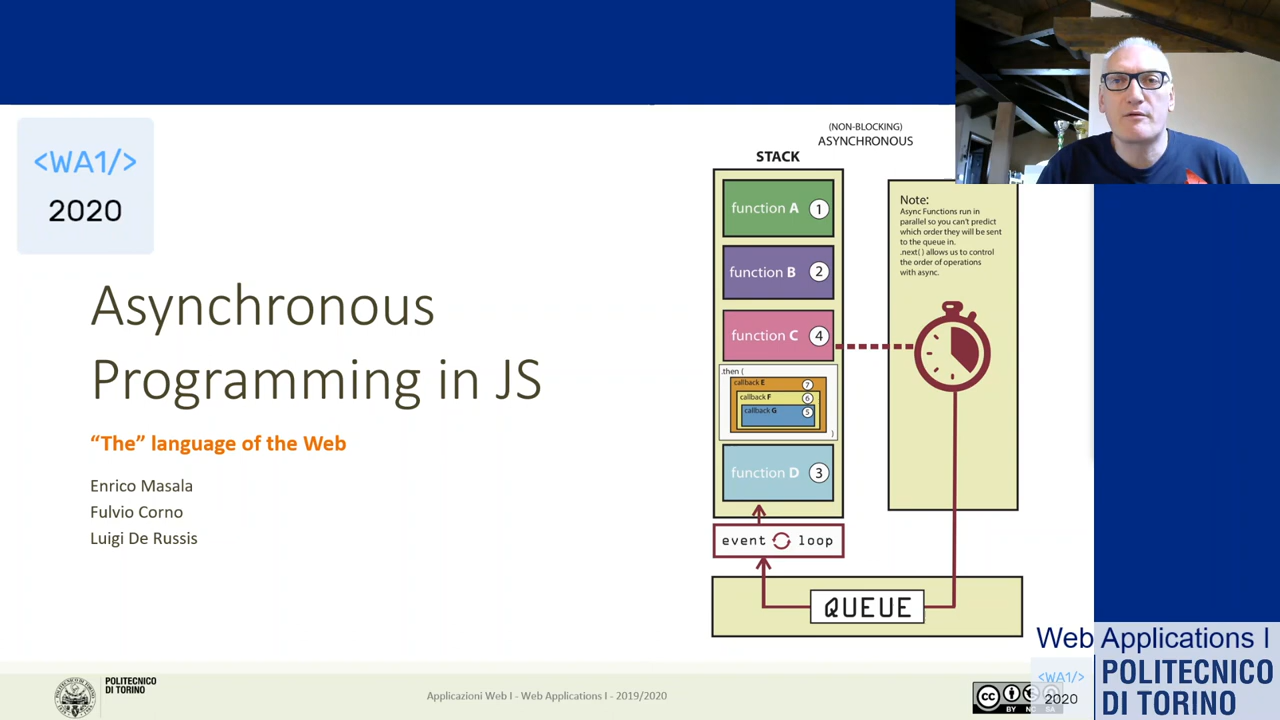 <WA1/>
2020
Asynchronous
Programming in JS
“The” language of the Web
Enrico Masala
Fulvio Corno
Luigi De Russis
(NON-BLOCKING)
ASYNCHRONOUS
STACK
function A 1
function B 2
function C 4
.then (
callback E 7
callback F 6
callback G 5
)
function D 3
event loop
QUEUE
Note:
Async Functions run in
parallel so you can't predict
which order they will be sent
to the queue in.
.next( ) allows us to control
the order of operations
with async.
POLITECNICO
DI TORINO
Applicazioni Web I - Web Applications I - 2019/2020
cc
BY NC SA
Web Applications I
<WA1/>
2020
POLITECNICO
DI TORINO